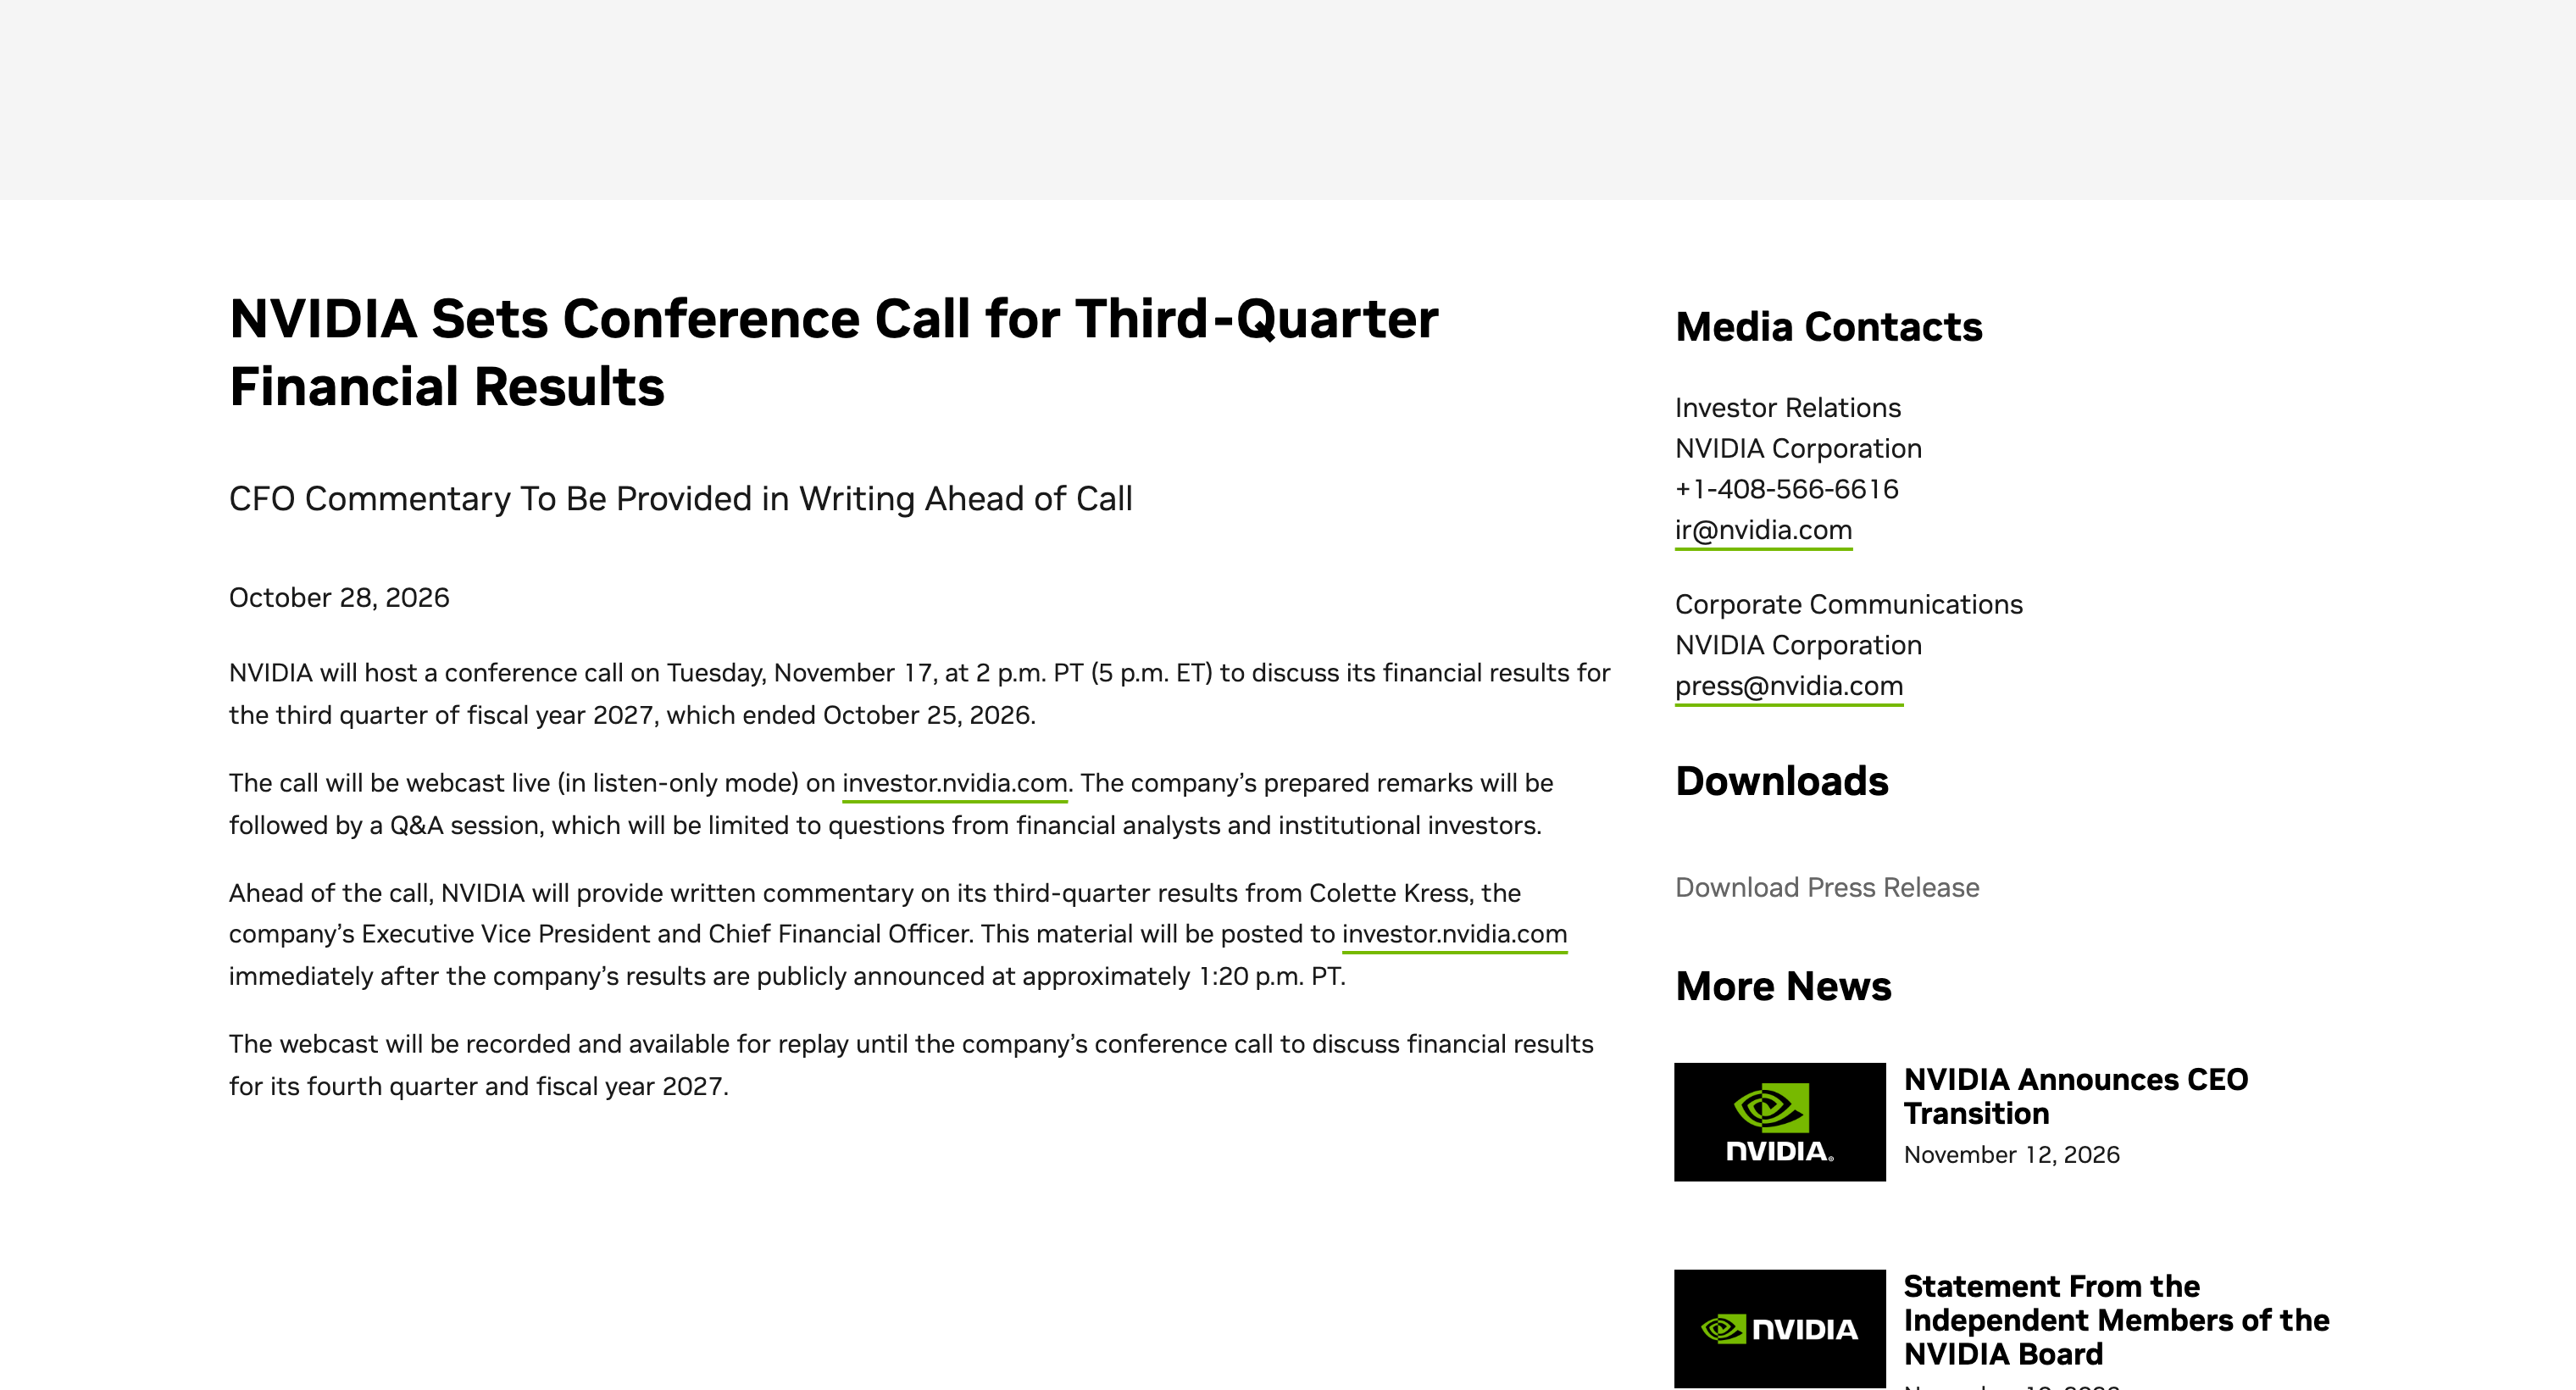 NVIDIA Sets Conference Call for Third-Quarter
Financial Results
CFO Commentary To Be Provided in Writing Ahead of Call
October 28, 2026
NVIDIA will host a conference call on Tuesday, November 17, at 2 p.m. PT (5 p.m. ET) to discuss its financial results for
the third quarter of fiscal year 2027, which ended October 25, 2026.
The call will be webcast live (in listen-only mode) on investor.nvidia.com. The company’s prepared remarks will be
followed by a Q&A session, which will be limited to questions from financial analysts and institutional investors.
Ahead of the call, NVIDIA will provide written commentary on its third-quarter results from Colette Kress, the
company’s Executive Vice President and Chief Financial Officer. This material will be posted to investor.nvidia.com
immediately after the company’s results are publicly announced at approximately 1:20 p.m. PT.
The webcast will be recorded and available for replay until the company’s conference call to discuss financial results
for its fourth quarter and fiscal year 2027.
Media Contacts
Investor Relations
NVIDIA Corporation
+1-408-566-6616
ir@nvidia.com
Corporate Communications
NVIDIA Corporation
press@nvidia.com
Downloads
Download Press Release
More News
NVIDIA®
NVIDIA Announces CEO
Transition
November 12, 2026
NVIDIA
Statement From the
Independent Members of the
NVIDIA Board